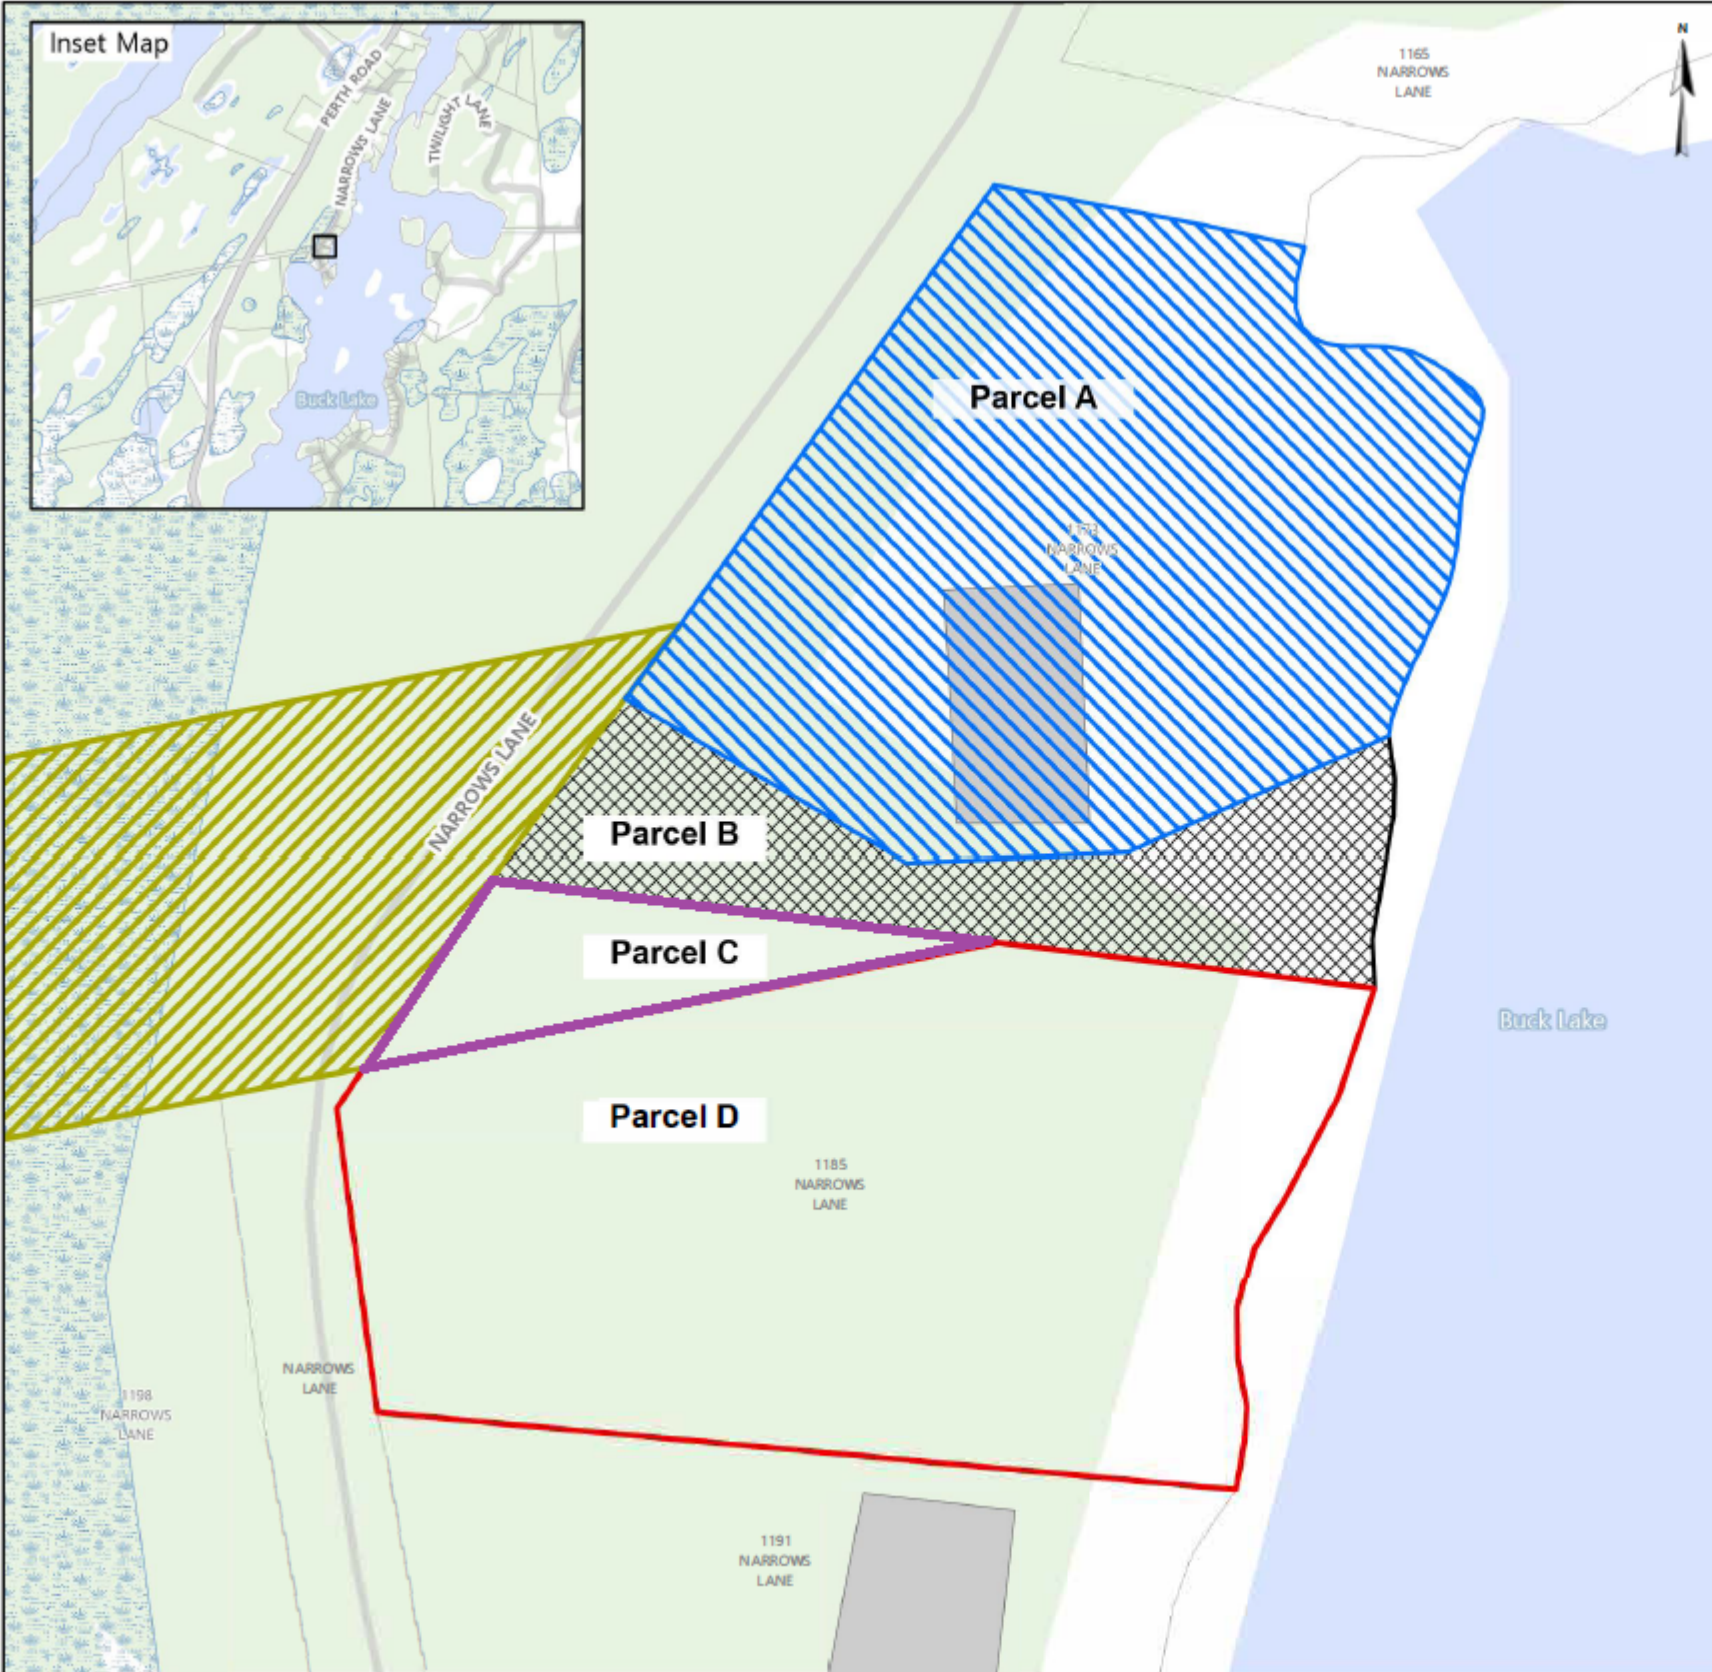 Inset Map
PERTH ROAD
NARROWS LANE
TWILIGHT LANE
Buck Lake
N
1165
NARROWS
LANE
Parcel A
1173
NARROWS
LANE
NARROWS LANE
Parcel B
Parcel C
Buck Lake
Parcel D
1185
NARROWS
LANE
NARROWS
LANE
1198
NARROWS
LANE
1191
NARROWS
LANE